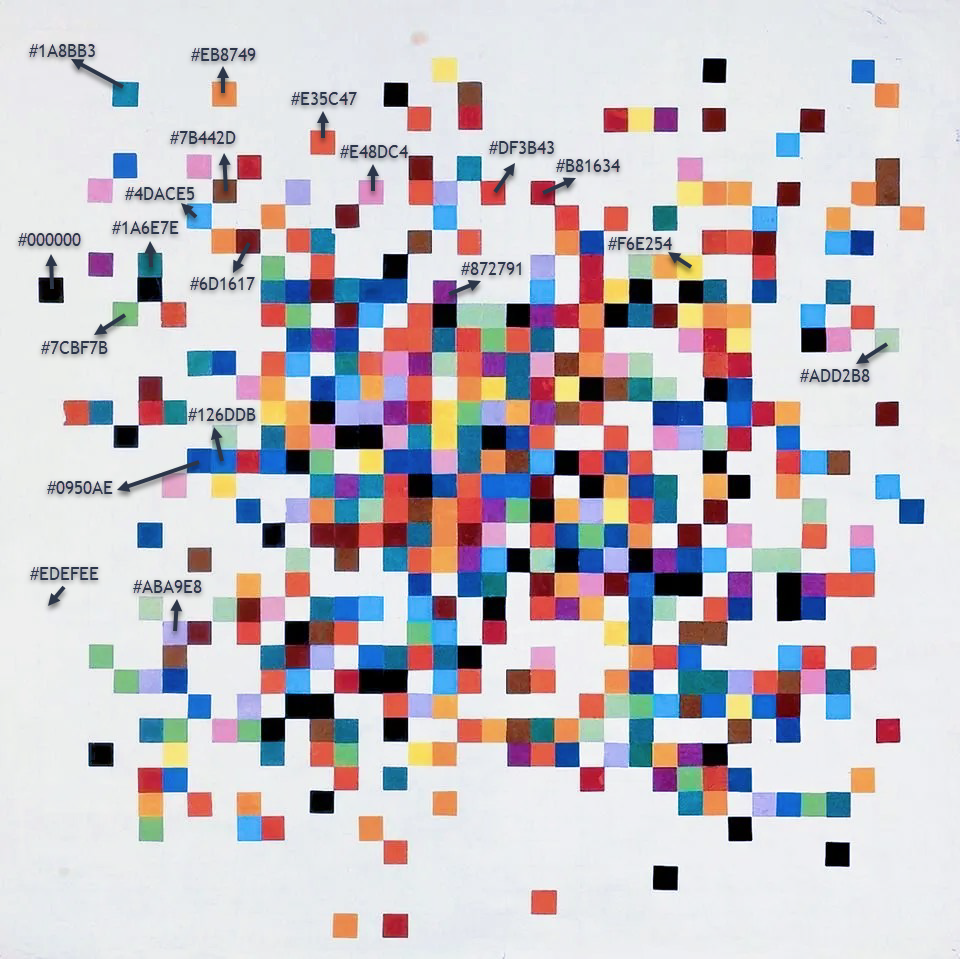 #1A8BB3
#EB8749
#E35C47
#7B442D
#E48DC4
#DF3B43
#B81634
#4DACE5
#000000
#1A6E7E
#F6E254
#6D1617
#872791
#7CBF7B
#ADD2B8
#126DDB
#0950AE
#EDEFEE
#ABA9E8